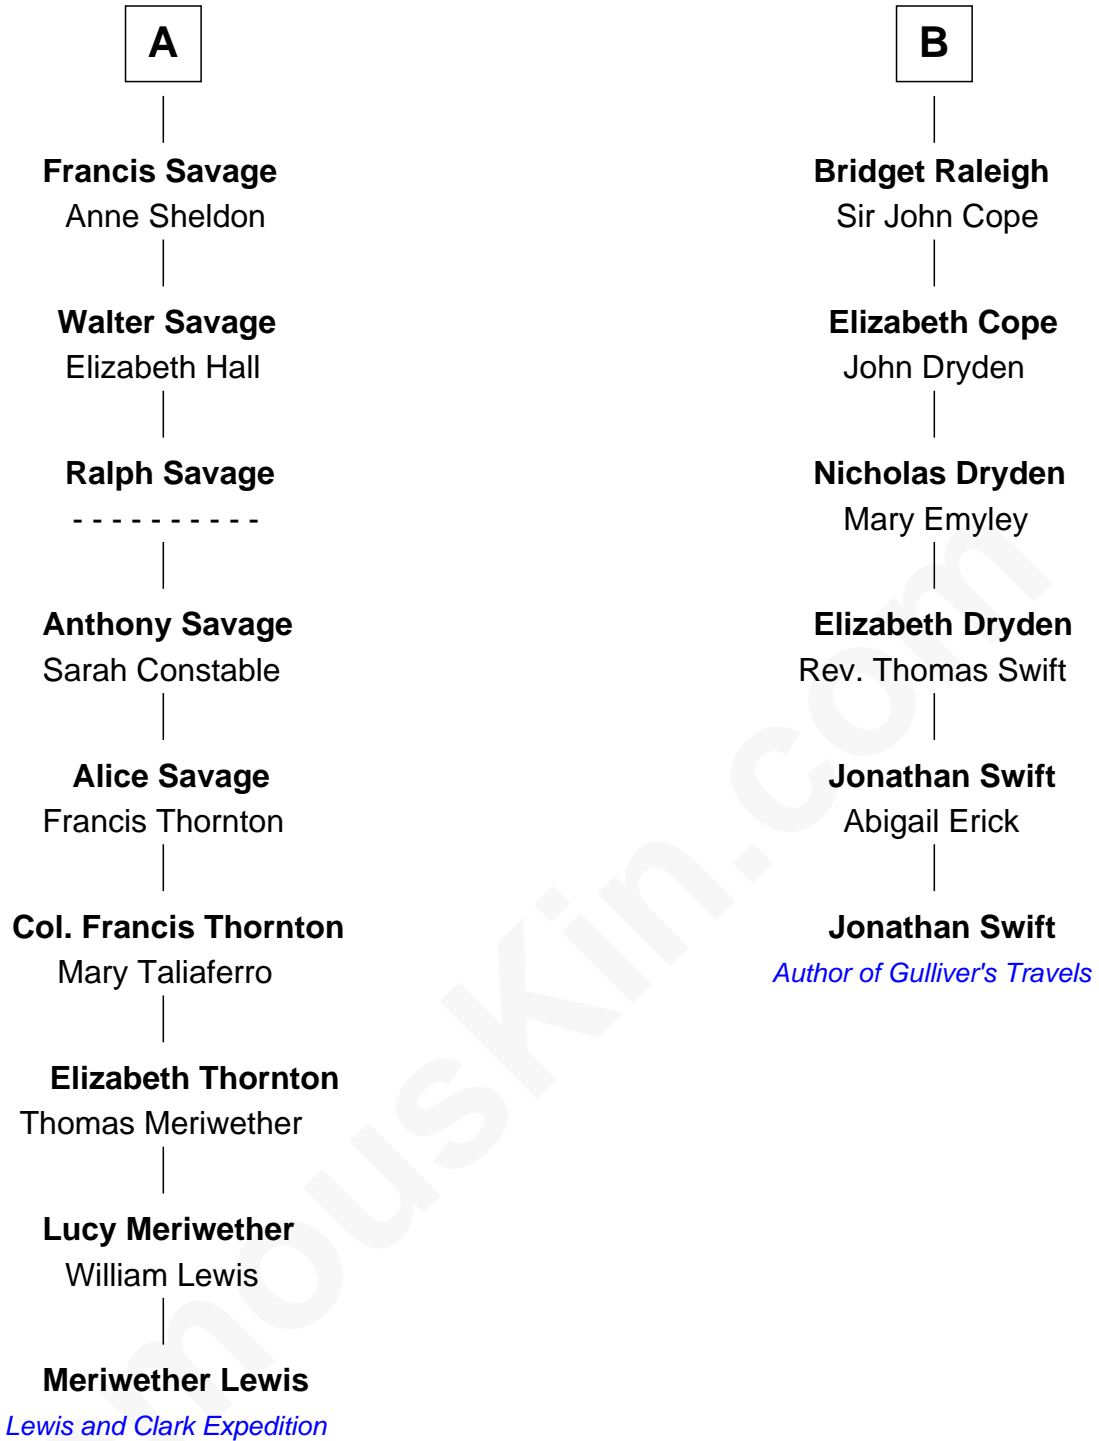 A
Francis Savage
Anne Sheldon
Walter Savage
Elizabeth Hall
Ralph Savage
- - - - - - - - - -
Anthony Savage
Sarah Constable
Alice Savage
Francis Thornton
Col. Francis Thornton
Mary Taliaferro
Elizabeth Thornton
Thomas Meriwether
Lucy Meriwether
William Lewis
Meriwether Lewis
Lewis and Clark Expedition
B
Bridget Raleigh
Sir John Cope
Elizabeth Cope
John Dryden
Nicholas Dryden
Mary Emyley
Elizabeth Dryden
Rev. Thomas Swift
Jonathan Swift
Abigail Erick
Jonathan Swift
Author of Gulliver's Travels
mouskin.com